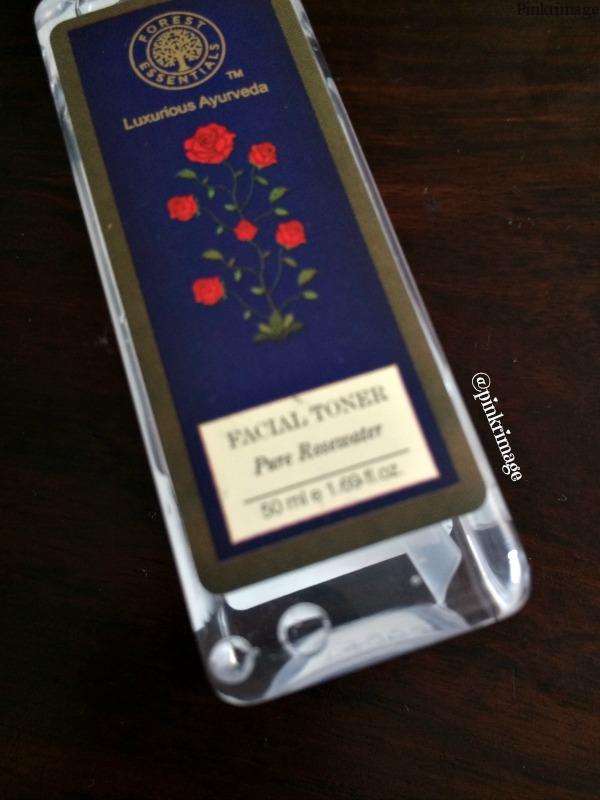 Pinkrimage
FOREST
ESSENTIALS
TM
Luxurious Ayurveda
FACIAL TONER
Pure Rosewater
50 ml e 1.69 fl.oz.
@pinkrimage